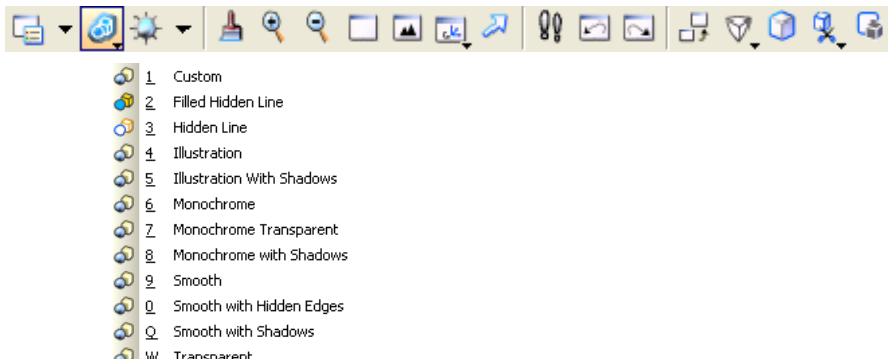 1 Custom
2 Filled Hidden Line
3 Hidden Line
4 Illustration
5 Illustration With Shadows
6 Monochrome
7 Monochrome Transparent
8 Monochrome with Shadows
9 Smooth
0 Smooth with Hidden Edges
Q Smooth with Shadows
W Transparent